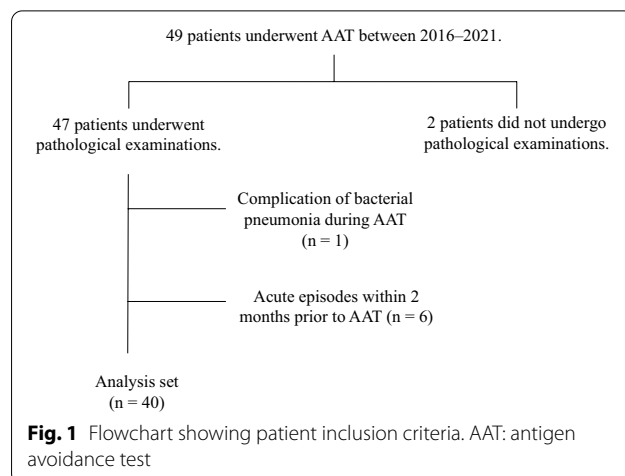 49 patients underwent AAT between 2016–2021.
47 patients underwent
pathological examinations.
2 patients did not undergo
pathological examinations.
Complication of bacterial
pneumonia during AAT
(n = 1)
Acute episodes within 2
months prior to AAT (n = 6)
Analysis set
(n = 40)
Fig. 1 Flowchart showing patient inclusion criteria. AAT: antigen
avoidance test